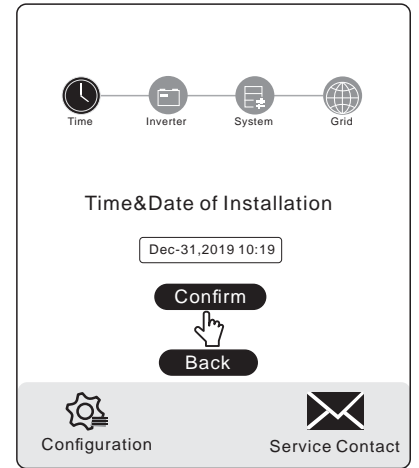 Time Inverter System Grid
Time&Date of Installation
Dec-31,2019 10:19
Confirm
Back
Configuration Service Contact